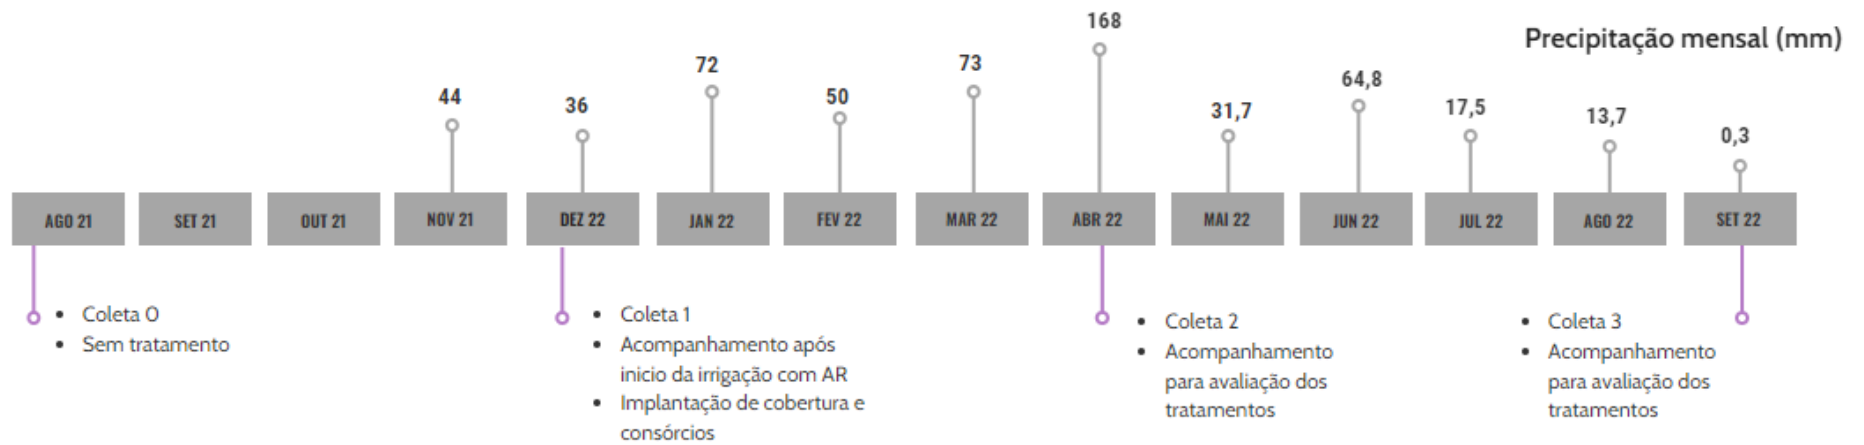 Precipitação mensal (mm)
44
36
72
50
73
168
31,7
64,8
17,5
13,7
0,3
AGO 21
SET 21
OUT 21
NOV 21
DEZ 22
JAN 22
FEV 22
MAR 22
ABR 22
MAI 22
JUN 22
JUL 22
AGO 22
SET 22
• Coleta 0
• Sem tratamento
• Coleta 1
• Acompanhamento após
inicio da irrigação com AR
• Implantação de cobertura e
consórcios
• Coleta 2
• Acompanhamento
para avaliação dos
tratamentos
• Coleta 3
• Acompanhamento
para avaliação dos
tratamentos